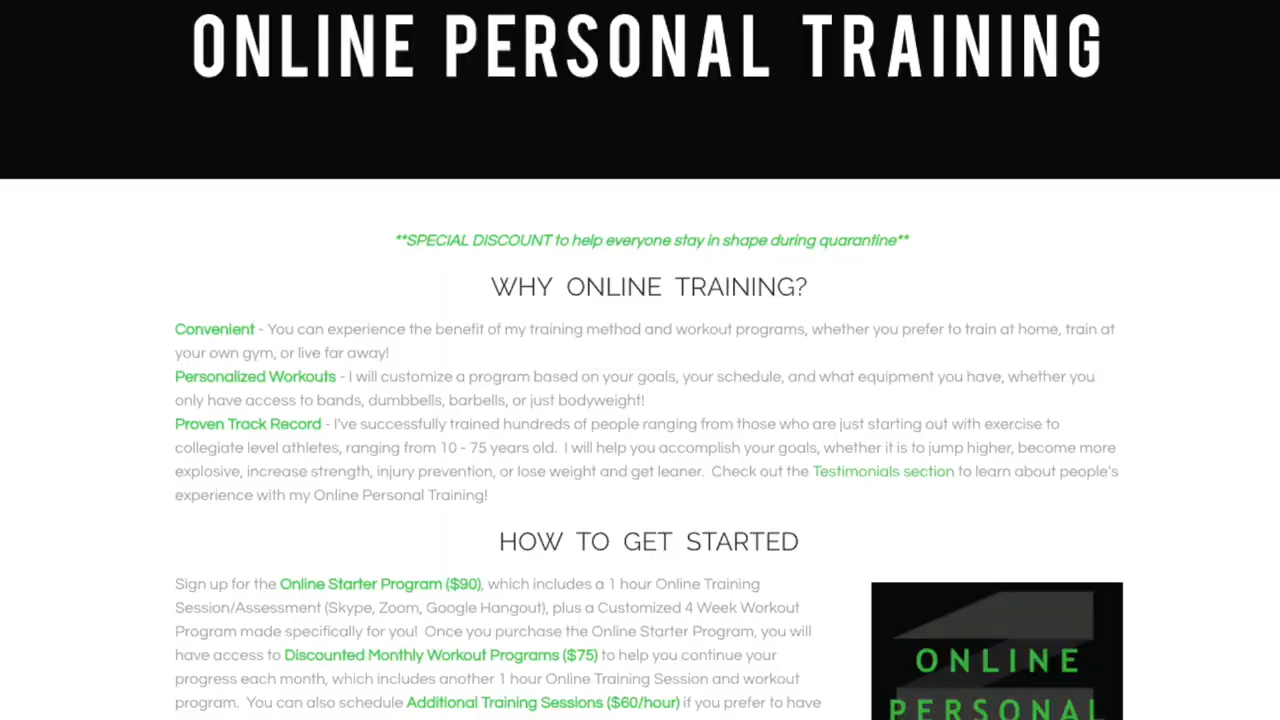 ONLINE PERSONAL TRAINING
**SPECIAL DISCOUNT to help everyone stay in shape during quarantine**
WHY ONLINE TRAINING?
Convenient - You can experience the benefit of my training method and workout programs, whether you prefer to train at home, train at
your own gym, or live far away!
Personalized Workouts - I will customize a program based on your goals, your schedule, and what equipment you have, whether you
only have access to bands, dumbbells, barbells, or just bodyweight!
Proven Track Record - I've successfully trained hundreds of people ranging from those who are just starting out with exercise to
collegiate level athletes, ranging from 10 - 75 years old. I will help you accomplish your goals, whether it is to jump higher, become more
explosive, increase strength, injury prevention, or lose weight and get leaner. Check out the Testimonials section to learn about people's
experience with my Online Personal Training!
HOW TO GET STARTED
Sign up for the Online Starter Program ($90), which includes a 1 hour Online Training
Session/Assessment (Skype, Zoom, Google Hangout), plus a Customized 4 Week Workout
Program made specifically for you! Once you purchase the Online Starter Program, you will
have access to Discounted Monthly Workout Programs ($75) to help you continue your
progress each month, which includes another 1 hour Online Training Session and workout
program. You can also schedule Additional Training Sessions ($60/hour) if you prefer to have
ONLINE
PERSONAL